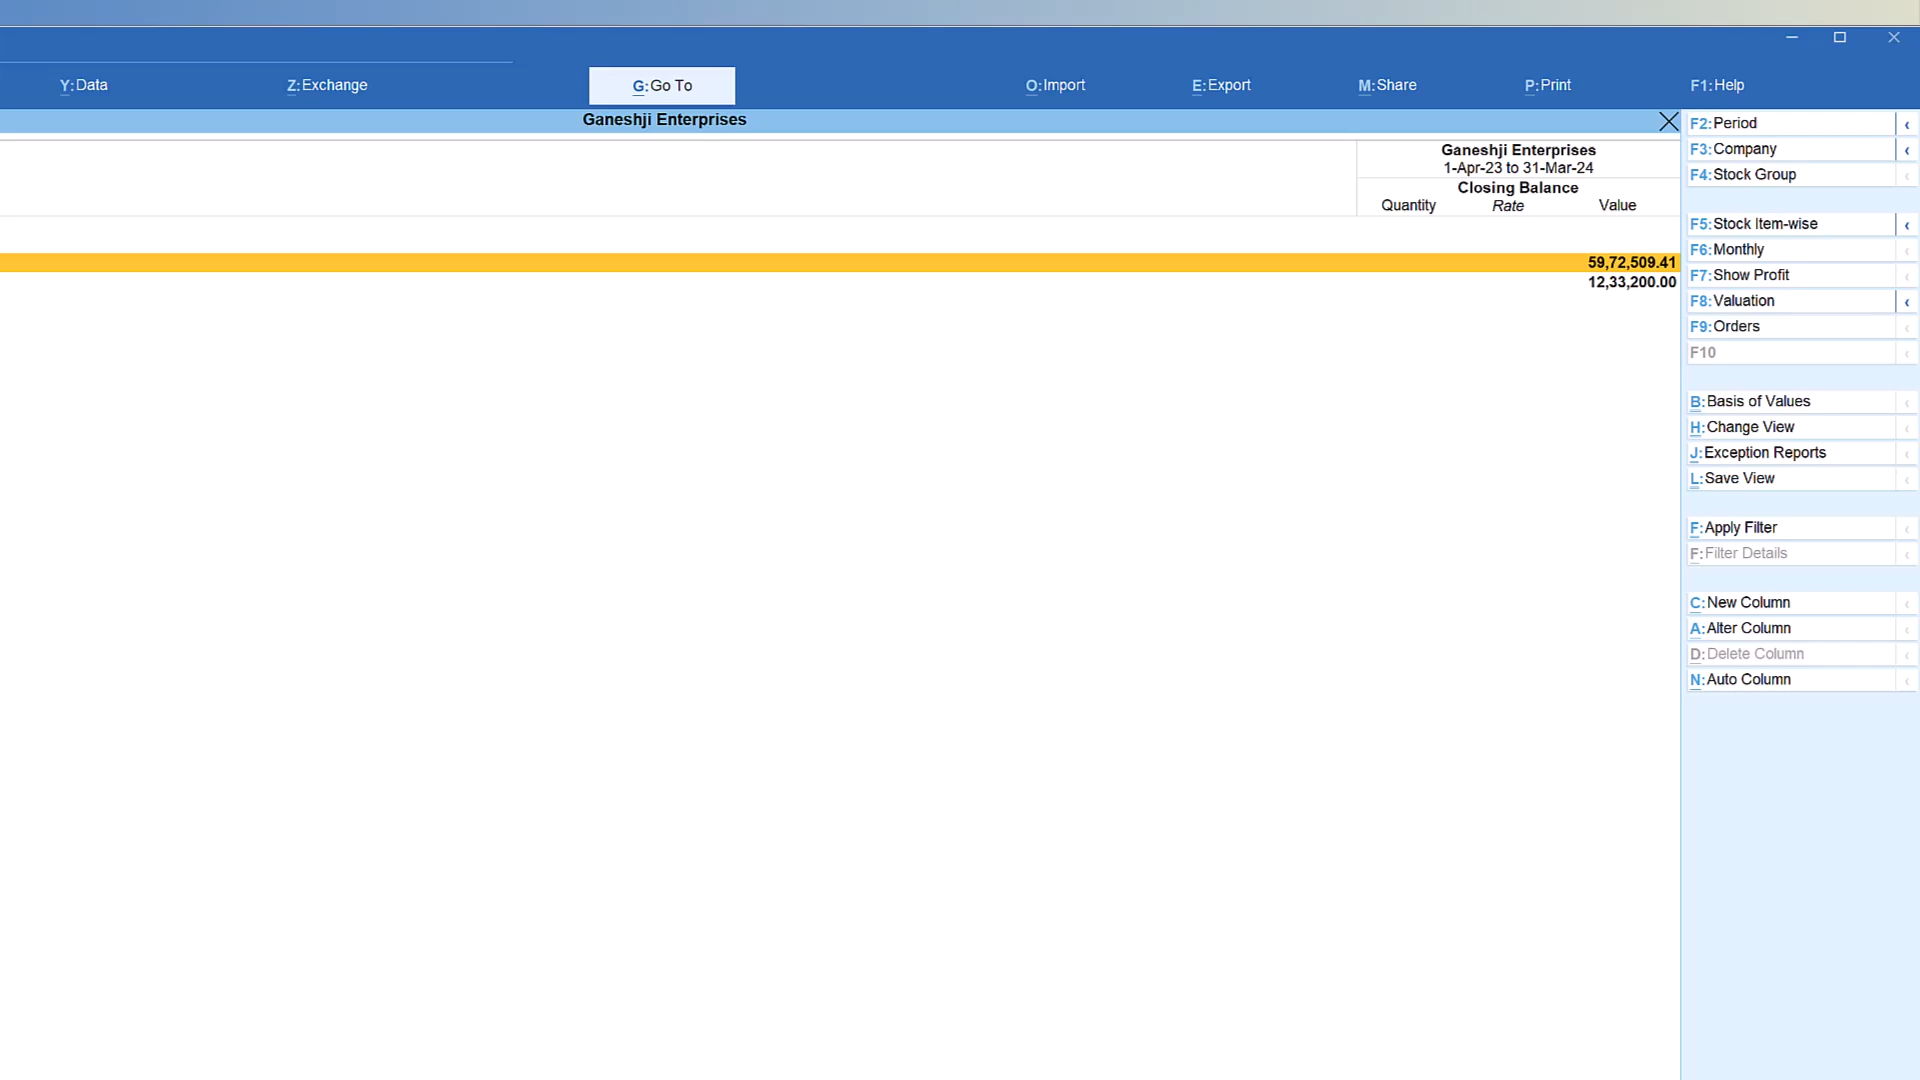 Y:Data Z:Exchange G:Go To O:Import E:Export M:Share P:Print F1:Help
Ganeshji Enterprises
Ganeshji Enterprises
1-Apr-23 to 31-Mar-24
Closing Balance
Quantity Rate Value
59,72,509.41
12,33,200.00
F2:Period
F3:Company
F4:Stock Group
F5:Stock Item-wise
F6:Monthly
F7:Show Profit
F8:Valuation
F9:Orders
F10
B:Basis of Values
H:Change View
J:Exception Reports
L:Save View
F:Apply Filter
F:Filter Details
C:New Column
A:Alter Column
D:Delete Column
N:Auto Column